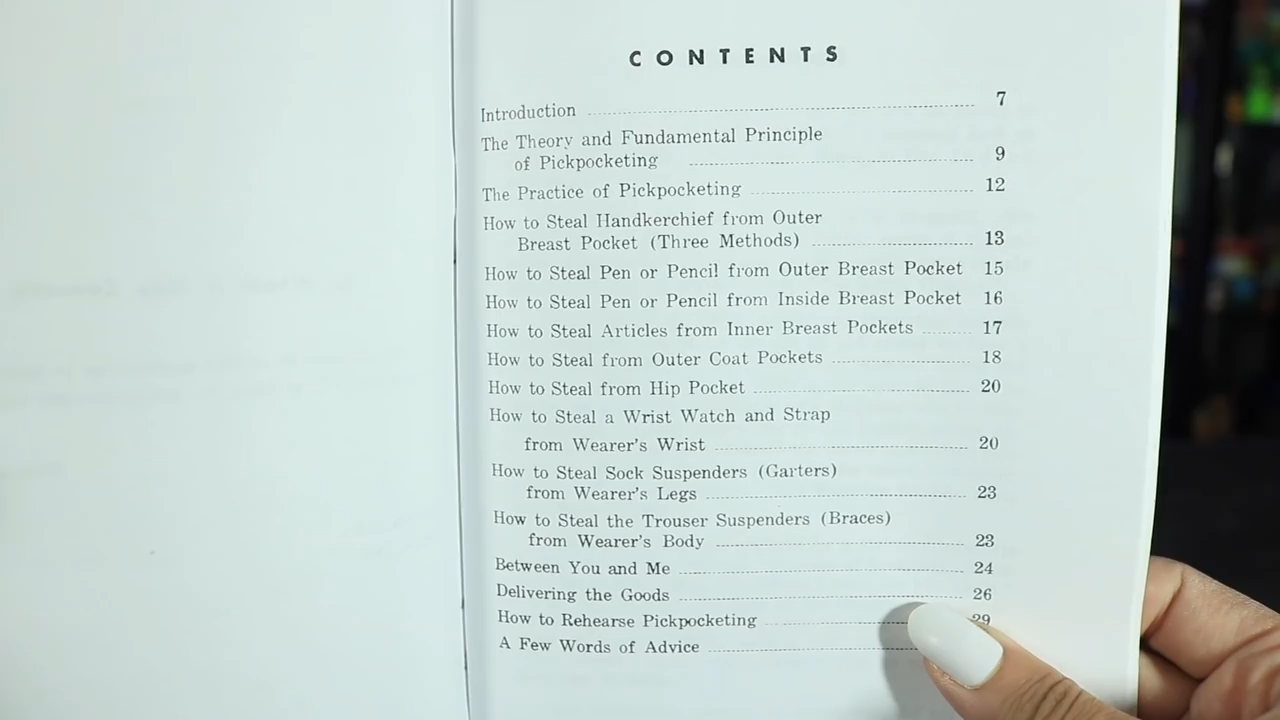 CONTENTS
Introduction 7
The Theory and Fundamental Principle
of Pickpocketing 9
The Practice of Pickpocketing 12
How to Steal Handkerchief from Outer
Breast Pocket (Three Methods) 13
How to Steal Pen or Pencil from Outer Breast Pocket 15
How to Steal Pen or Pencil from Inside Breast Pocket 16
How to Steal Articles from Inner Breast Pockets 17
How to Steal from Outer Coat Pockets 18
How to Steal from Hip Pocket 20
How to Steal a Wrist Watch and Strap
from Wearer's Wrist 20
How to Steal Sock Suspenders (Garters)
from Wearer's Legs 23
How to Steal the Trouser Suspenders (Braces)
from Wearer's Body 23
Between You and Me 24
Delivering the Goods 26
How to Rehearse Pickpocketing 29
A Few Words of Advice